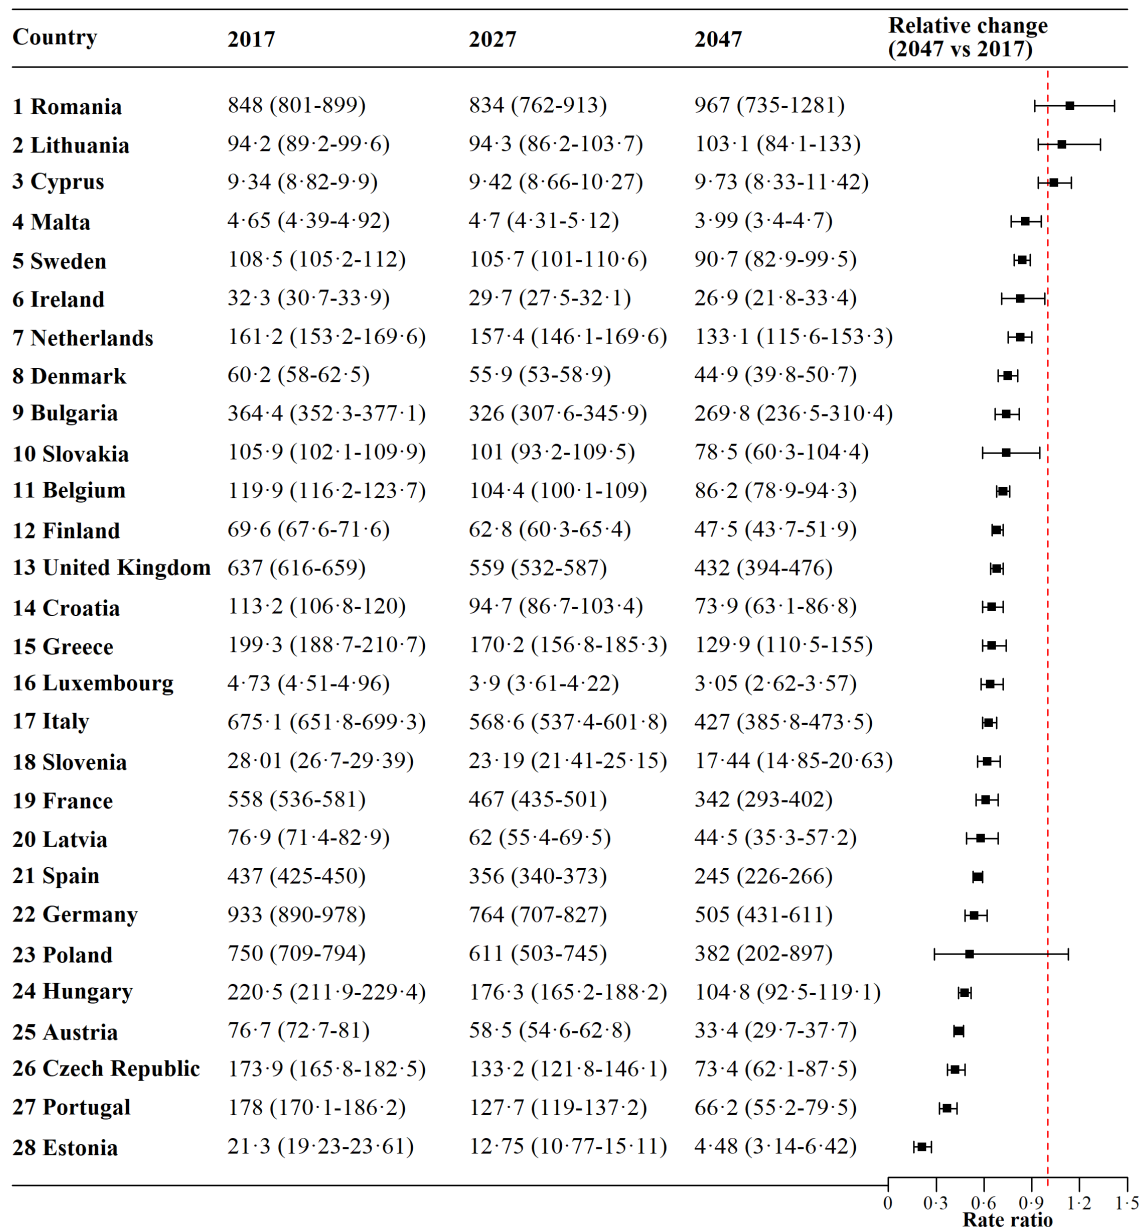 Country 2017 2027 2047 Relative change
(2047 vs 2017)
1 Romania 848 (801-899) 834 (762-913) 967 (735-1281)
2 Lithuania 94·2 (89·2-99·6) 94·3 (86·2-103·7) 103·1 (84·1-133)
3 Cyprus 9·34 (8·82-9·9) 9·42 (8·66-10·27) 9·73 (8·33-11·42)
4 Malta 4·65 (4·39-4·92) 4·7 (4·31-5·12) 3·99 (3·4-4·7)
5 Sweden 108·5 (105·2-112) 105·7 (101-110·6) 90·7 (82·9-99·5)
6 Ireland 32·3 (30·7-33·9) 29·7 (27·5-32·1) 26·9 (21·8-33·4)
7 Netherlands 161·2 (153·2-169·6) 157·4 (146·1-169·6) 133·1 (115·6-153·3)
8 Denmark 60·2 (58-62·5) 55·9 (53-58·9) 44·9 (39·8-50·7)
9 Bulgaria 364·4 (352·3-377·1) 326 (307·6-345·9) 269·8 (236·5-310·4)
10 Slovakia 105·9 (102·1-109·9) 101 (93·2-109·5) 78·5 (60·3-104·4)
11 Belgium 119·9 (116·2-123·7) 104·4 (100·1-109) 86·2 (78·9-94·3)
12 Finland 69·6 (67·6-71·6) 62·8 (60·3-65·4) 47·5 (43·7-51·9)
13 United Kingdom 637 (616-659) 559 (532-587) 432 (394-476)
14 Croatia 113·2 (106·8-120) 94·7 (86·7-103·4) 73·9 (63·1-86·8)
15 Greece 199·3 (188·7-210·7) 170·2 (156·8-185·3) 129·9 (110·5-155)
16 Luxembourg 4·73 (4·51-4·96) 3·9 (3·61-4·22) 3·05 (2·62-3·57)
17 Italy 675·1 (651·8-699·3) 568·6 (537·4-601·8) 427 (385·8-473·5)
18 Slovenia 28·01 (26·7-29·39) 23·19 (21·41-25·15) 17·44 (14·85-20·63)
19 France 558 (536-581) 467 (435-501) 342 (293-402)
20 Latvia 76·9 (71·4-82·9) 62 (55·4-69·5) 44·5 (35·3-57·2)
21 Spain 437 (425-450) 356 (340-373) 245 (226-266)
22 Germany 933 (890-978) 764 (707-827) 505 (431-611)
23 Poland 750 (709-794) 611 (503-745) 382 (202-897)
24 Hungary 220·5 (211·9-229·4) 176·3 (165·2-188·2) 104·8 (92·5-119·1)
25 Austria 76·7 (72·7-81) 58·5 (54·6-62·8) 33·4 (29·7-37·7)
26 Czech Republic 173·9 (165·8-182·5) 133·2 (121·8-146·1) 73·4 (62·1-87·5)
27 Portugal 178 (170·1-186·2) 127·7 (119-137·2) 66·2 (55·2-79·5)
28 Estonia 21·3 (19·23-23·61) 12·75 (10·77-15·11) 4·48 (3·14-6·42)
0 0·3 0·6 0·9 1·2 1·5
Rate ratio